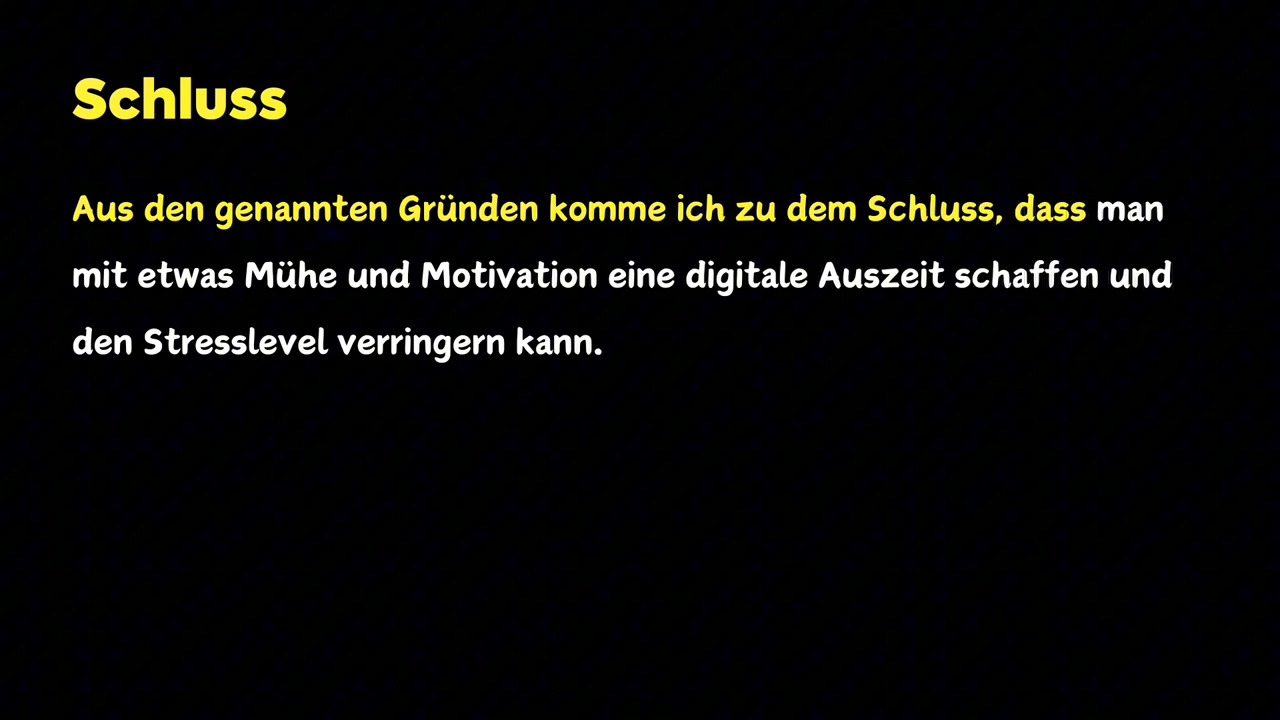 Schluss
Aus den genannten Gründen komme ich zu dem Schluss, dass man
mit etwas Mühe und Motivation eine digitale Auszeit schaffen und
den Stresslevel verringern kann.